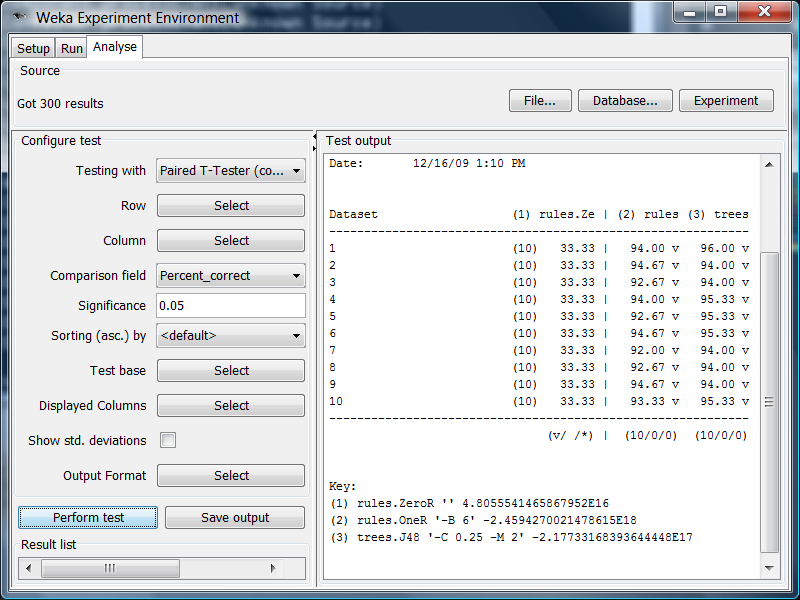 Weka Experiment Environment
Setup Run Analyse
Source
Got 300 results
File... Database... Experiment
Configure test
Testing with Paired T-Tester (co...
Row Select
Column Select
Comparison field Percent_correct
Significance 0.05
Sorting (asc.) by <default>
Test base Select
Displayed Columns Select
Show std. deviations
Output Format Select
Perform test Save output
Result list
Test output
Date: 12/16/09 1:10 PM
Dataset (1) rules.Ze | (2) rules (3) trees
1 (10) 33.33 | 94.00 v 96.00 v
2 (10) 33.33 | 94.67 v 94.00 v
3 (10) 33.33 | 92.67 v 94.00 v
4 (10) 33.33 | 94.00 v 95.33 v
5 (10) 33.33 | 92.67 v 95.33 v
6 (10) 33.33 | 94.67 v 95.33 v
7 (10) 33.33 | 92.00 v 94.00 v
8 (10) 33.33 | 92.67 v 94.00 v
9 (10) 33.33 | 94.67 v 94.00 v
10 (10) 33.33 | 93.33 v 95.33 v
(v/ /*) | (10/0/0) (10/0/0)
Key:
(1) rules.ZeroR '' 4.8055541465867952E16
(2) rules.OneR '-B 6' -2.4594270021478615E18
(3) trees.J48 '-C 0.25 -M 2' -2.17733168393644448E17